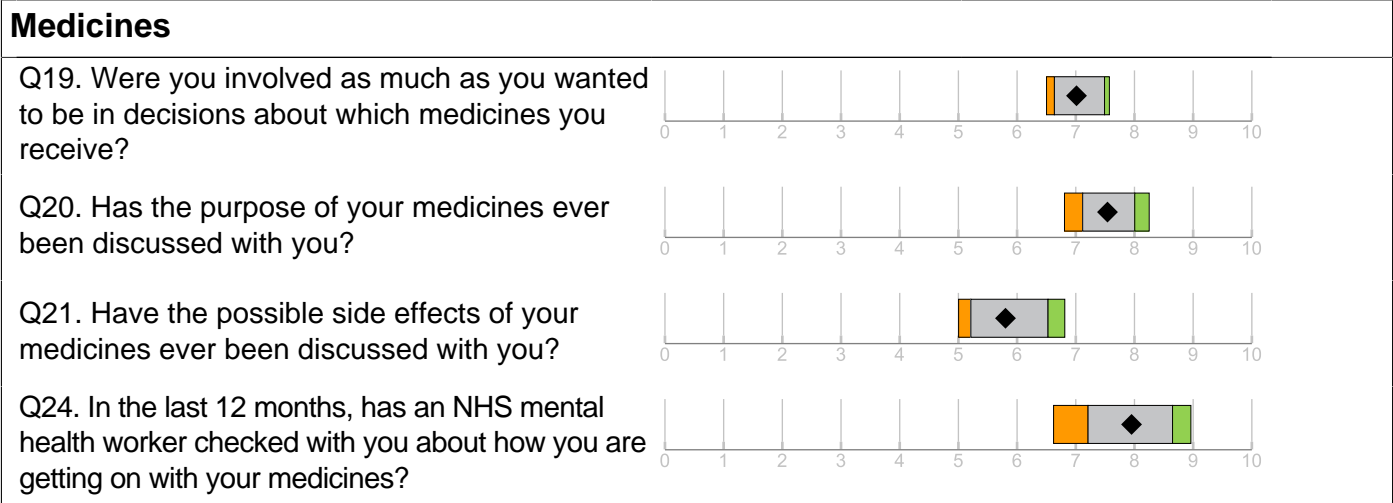 Medicines
Q19. Were you involved as much as you wanted
to be in decisions about which medicines you
receive?
0 1 2 3 4 5 6 7 8 9 10
Q20. Has the purpose of your medicines ever
been discussed with you?
0 1 2 3 4 5 6 7 8 9 10
Q21. Have the possible side effects of your
medicines ever been discussed with you?
0 1 2 3 4 5 6 7 8 9 10
Q24. In the last 12 months, has an NHS mental
health worker checked with you about how you are
getting on with your medicines?
0 1 2 3 4 5 6 7 8 9 10